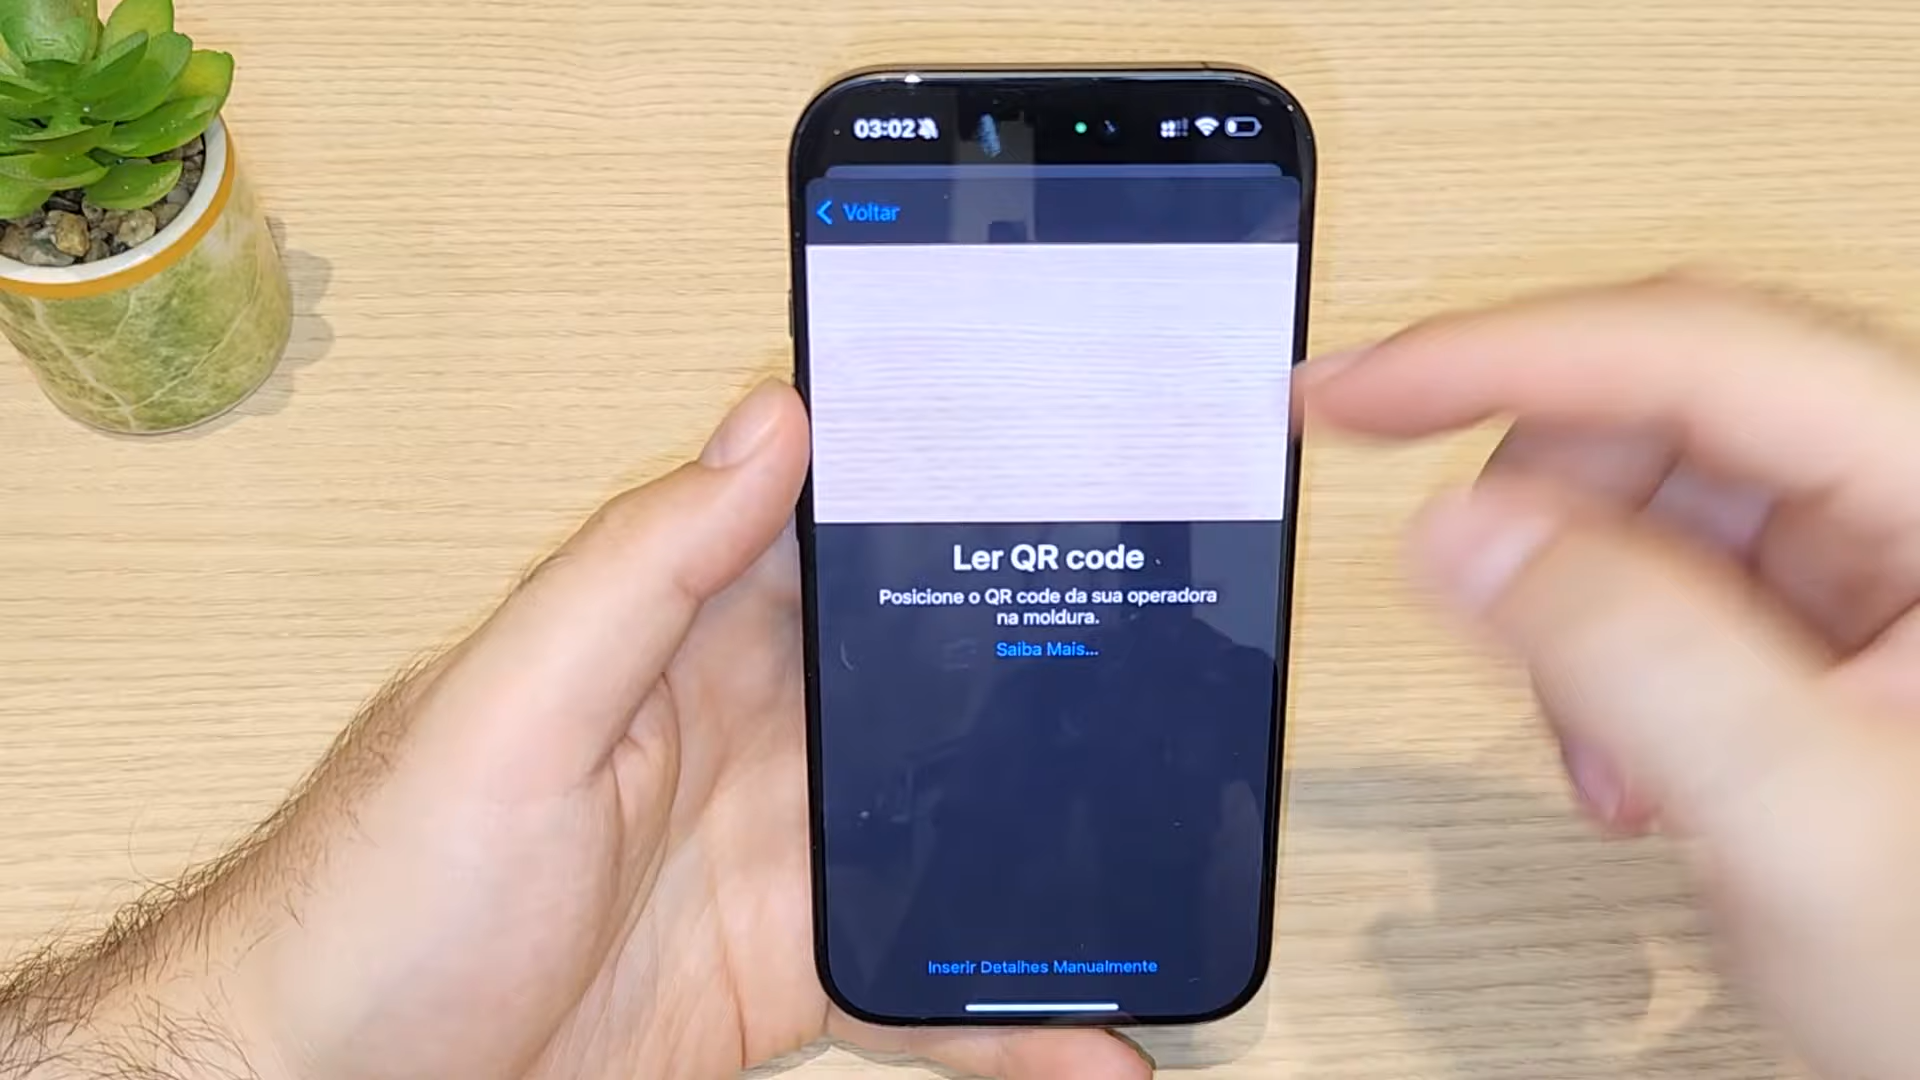 03:02
Voltar
Ler QR code
Posicione o QR code da sua operadora
na moldura.
Saiba Mais...
Inserir Detalhes Manualmente